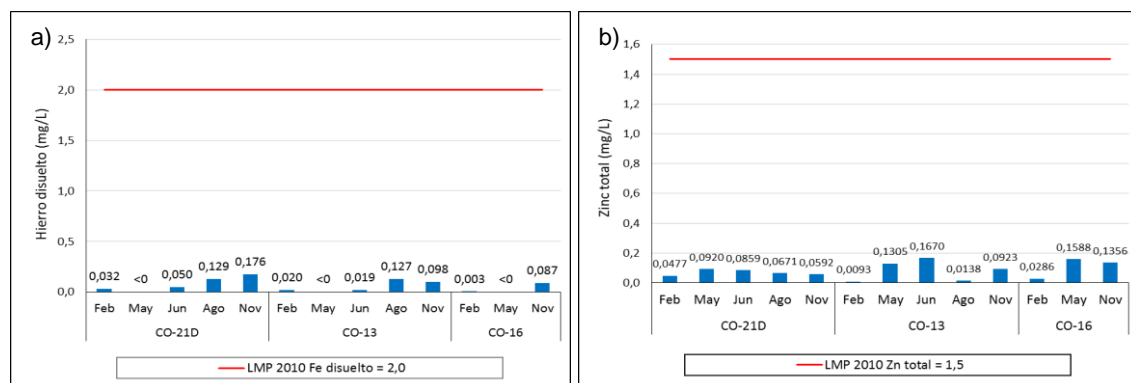 a)
2,5
2,0
1,5
1,0
0,5
0,0
Hierro disuelto (mg/L)
0,032 <0 0,050 0,129 0,176 0,020 <0 0,019 0,127 0,098 0,003 <0 0,087
Feb May Jun Ago Nov Feb May Jun Ago Nov Feb May Nov
CO-21D CO-13 CO-16
LMP 2010 Fe disuelto = 2,0
b)
1,6
1,4
1,2
1,0
0,8
0,6
0,4
0,2
0,0
Zinc total (mg/L)
0,0477 0,0920 0,0859 0,0671 0,0592 0,0093 0,1305 0,1670 0,0138 0,0923 0,0286 0,1588 0,1356
Feb May Jun Ago Nov Feb May Jun Ago Nov Feb May Nov
CO-21D CO-13 CO-16
LMP 2010 Zn total = 1,5